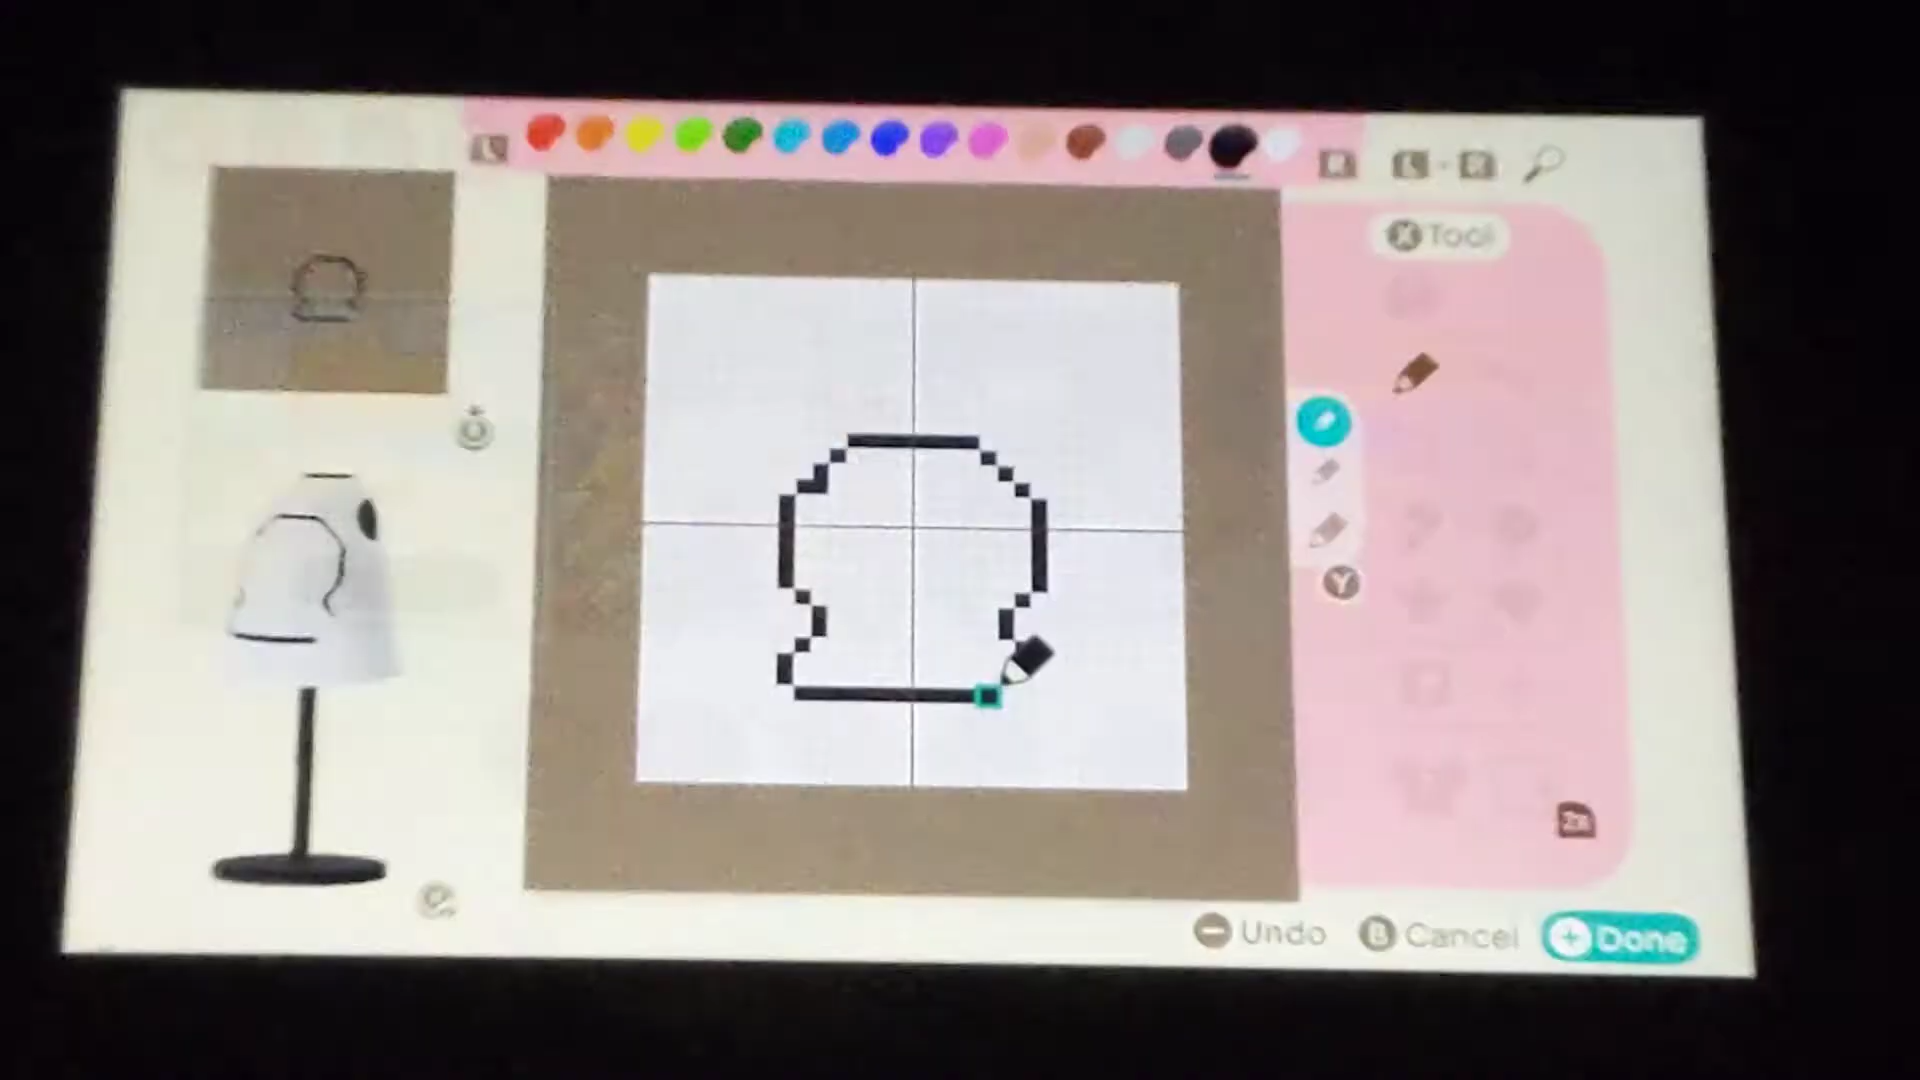 L
R
L + R
X Tool
Y
Undo
B Cancel
+ Done